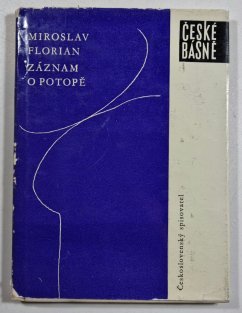 MIROSLAV
FLORIAN
ZÁZNAM
O POTOPĚ
ČESKÉ
BÁSNĚ
Československý spisovatel